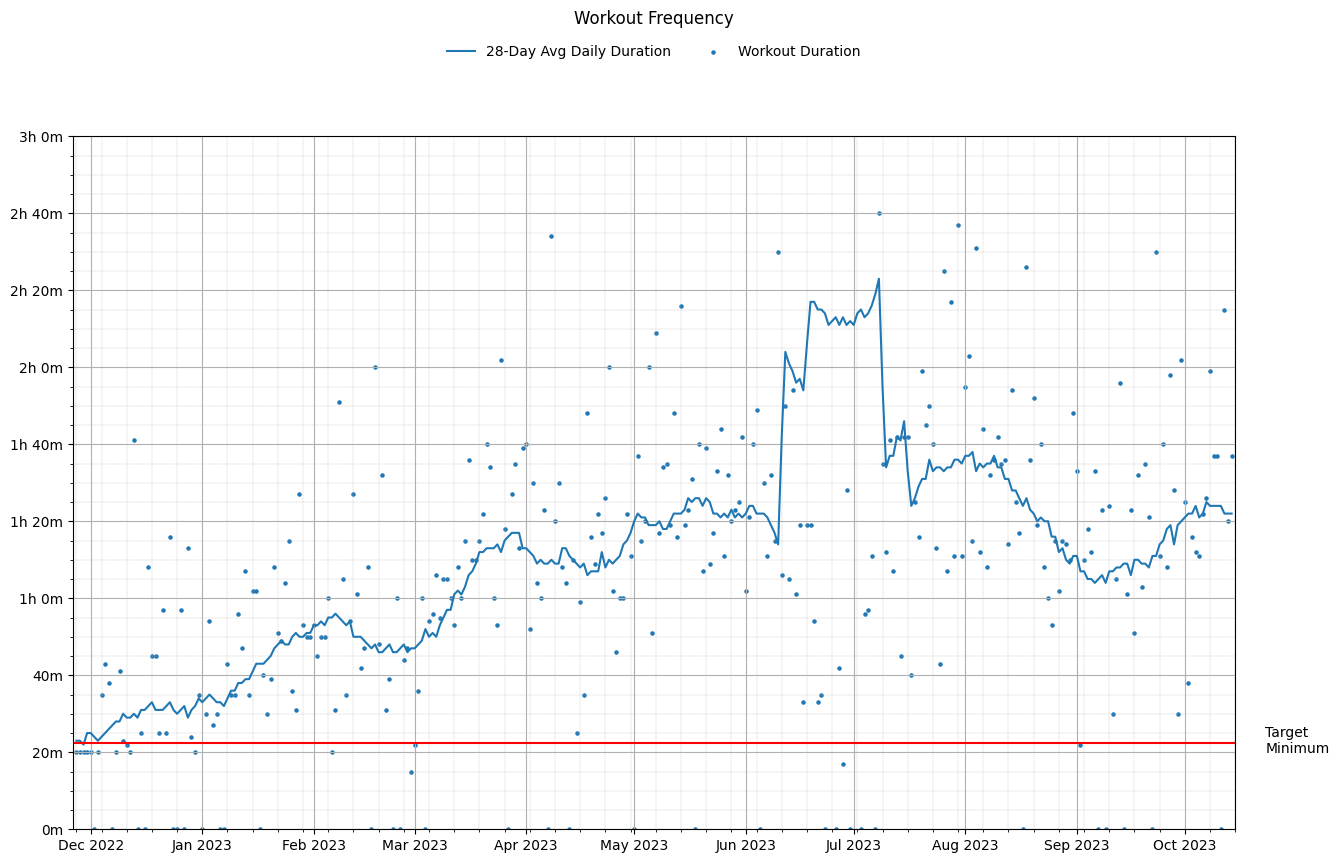 Workout Frequency
28-Day Avg Daily Duration
Workout Duration
3h 0m
2h 40m
2h 20m
2h 0m
1h 40m
1h 20m
1h 0m
40m
20m
0m
Target
Minimum
Dec 2022
Jan 2023
Feb 2023
Mar 2023
Apr 2023
May 2023
Jun 2023
Jul 2023
Aug 2023
Sep 2023
Oct 2023